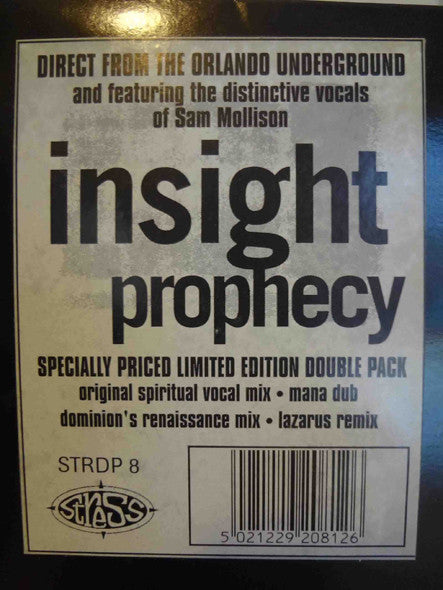 DIRECT FROM THE ORLANDO UNDERGROUND
and featuring the distinctive vocals
of Sam Mollison
insight
prophecy
SPECIALLY PRICED LIMITED EDITION DOUBLE PACK
original spiritual vocal mix • mana dub
dominion's renaissance mix • lazarus remix
STRDP 8
stress
5 021229 208126